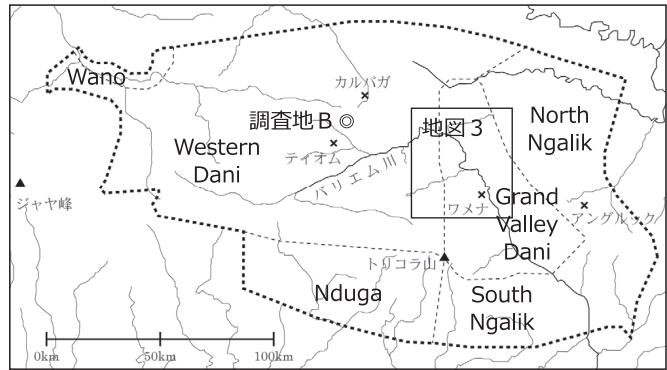 Wano
カルバガ
調査地B
地図3
North
Ngalik
Western
Dani
テイオム
バリエム川
ジャヤ峰
ワメナ
Grand
Valley
Dani
アングルック
トリコラ山
Nduga
South
Ngalik
0km
50km
100km